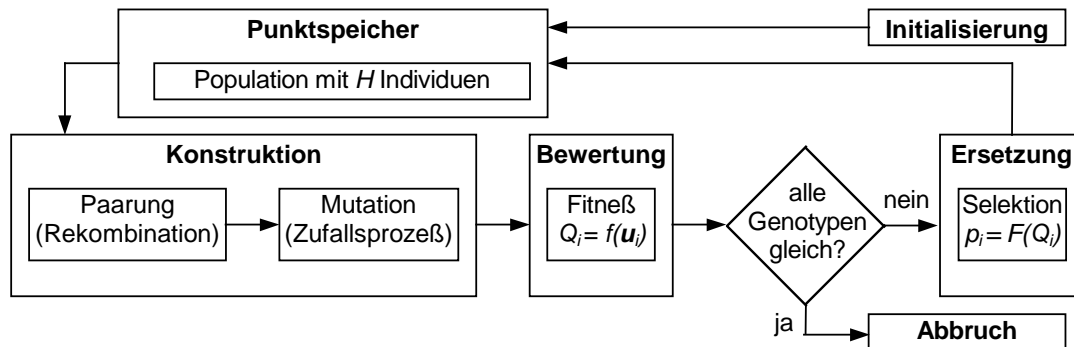 Punktspeicher
Initialisierung
Population mit H Individuen
Konstruktion
Paarung
(Rekombination)
Mutation
(Zufallsprozeß)
Bewertung
Fitneß
Qᵢ = f(uᵢ)
alle
Genotypen
gleich?
nein
ja
Ersetzung
Selektion
pᵢ = F(Qᵢ)
Abbruch